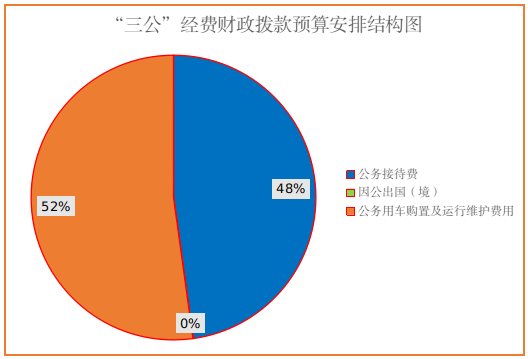 “三公”经费财政拨款预算安排结构图
48%
52%
0%
公务接待费
因公出国（境）
公务用车购置及运行维护费用